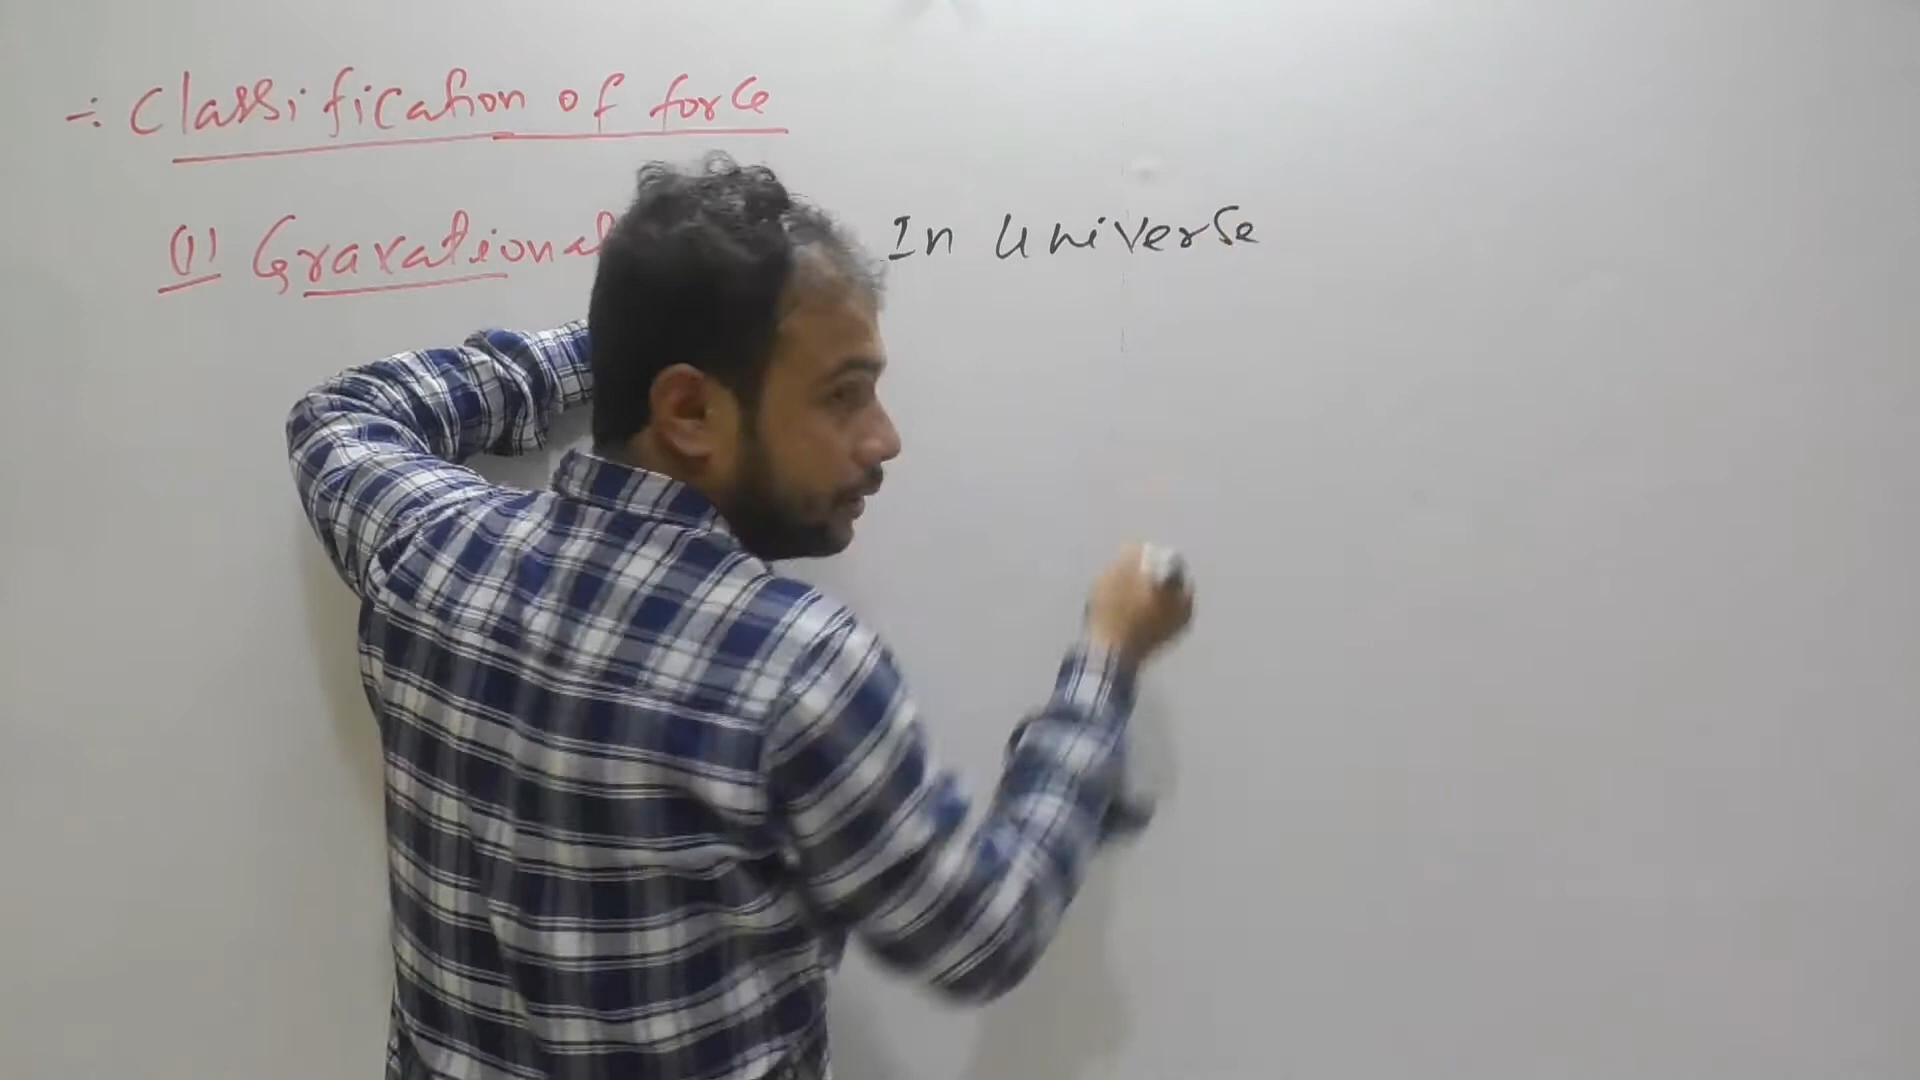 ÷ Classification of force
(1) Gravational In Universe